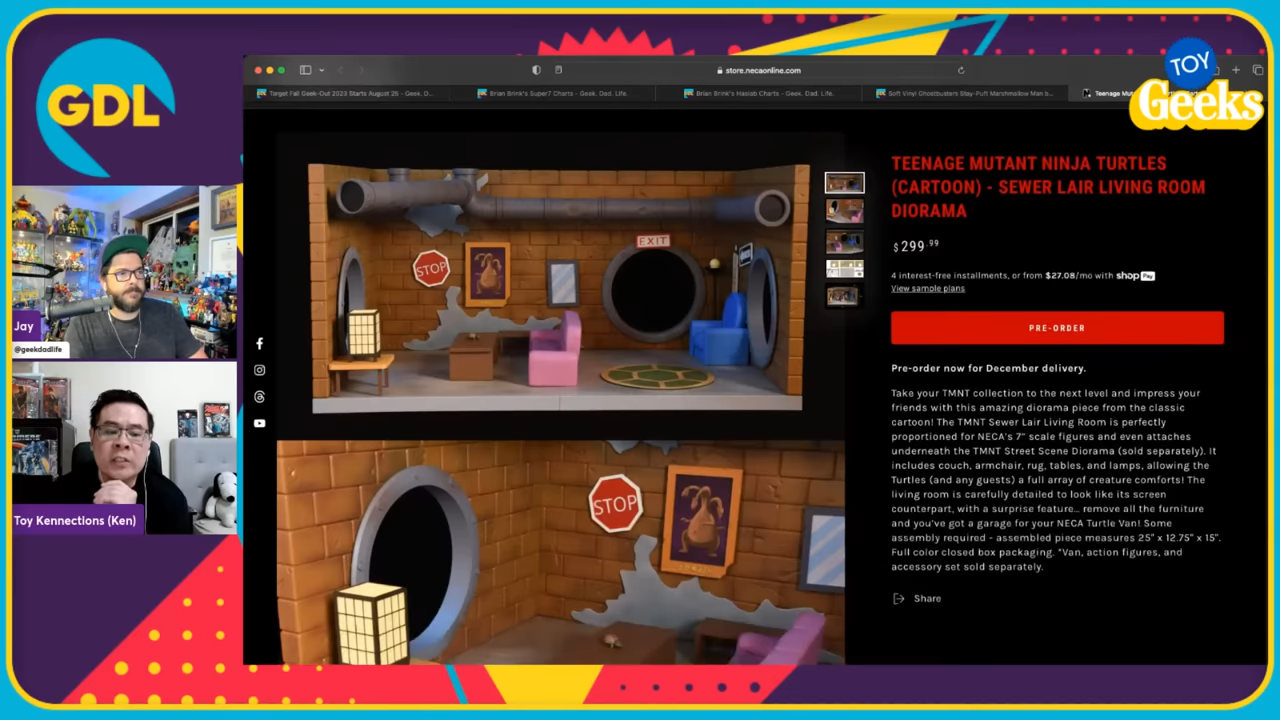 GDL
TOY
Geeks
store.necaonline.com
Target Fall Geek-Out 2023 Starts August 25 - Geek. D...
Brian Brink's Super7 Charts - Geek. Dad. Life.
Brian Brink's Haslab Charts - Geek. Dad. Life.
Soft Vinyl Ghostbusters Stay-Puft Marshmallow Man b...
Teenage Mut
TEENAGE MUTANT NINJA TURTLES
(CARTOON) - SEWER LAIR LIVING ROOM
DIORAMA
$299.99
4 interest-free installments, or from $27.08/mo with shop Pay
View sample plans
PRE-ORDER
Pre-order now for December delivery.
Take your TMNT collection to the next level and impress your
friends with this amazing diorama piece from the classic
cartoon! The TMNT Sewer Lair Living Room is perfectly
proportioned for NECA's 7" scale figures and even attaches
underneath the TMNT Street Scene Diorama (sold separately). It
includes couch, armchair, rug, tables, and lamps, allowing the
Turtles (and any guests) a full array of creature comforts! The
living room is carefully detailed to look like its screen
counterpart, with a surprise feature... remove all the furniture
and you've got a garage for your NECA Turtle Van! Some
assembly required - assembled piece measures 25" x 12.75" x 15".
Full color closed box packaging. *Van, action figures, and
accessory set sold separately.
Share
EXIT
STOP
STOP
Jay
@geekdadlife
Toy Kennections (Ken)